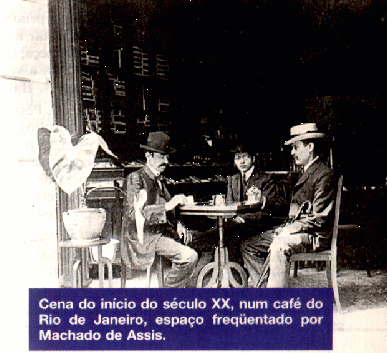 Cena do início do século XX, num café do
Rio de Janeiro, espaço freqüentado por
Machado de Assis.